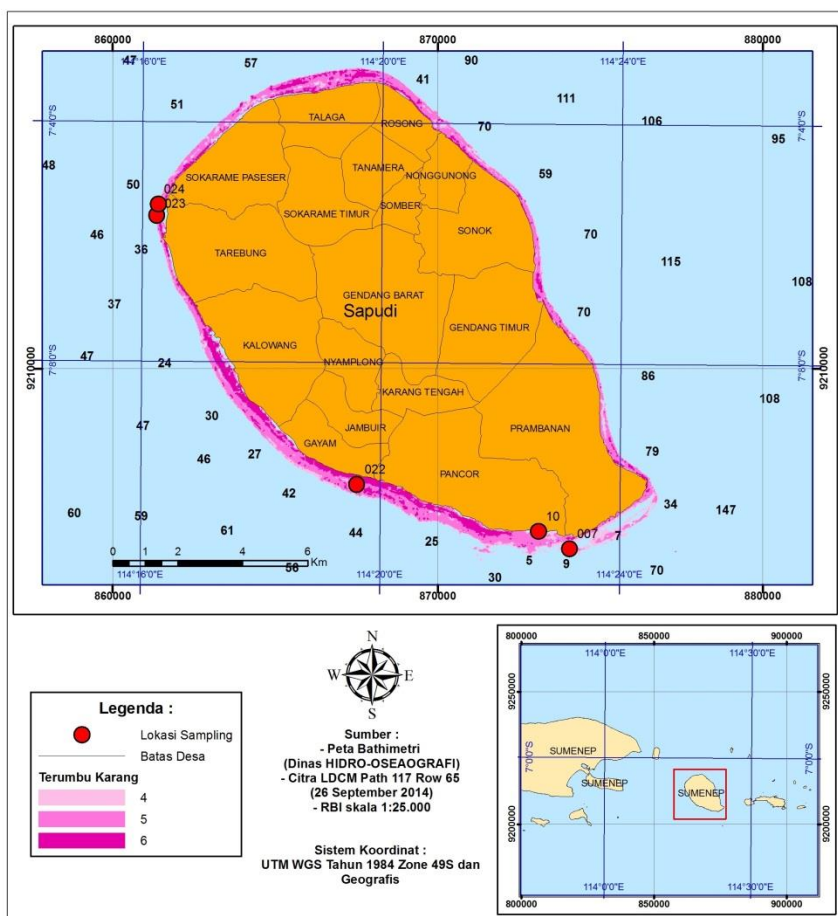 860000 870000 880000
114°16'0"E 114°20'0"E 114°24'0"E
47 57 90
41
111
51
TALAGA
106
7°4'0"S 7°4'0"S
ROSONG 70
95
48
TANAMERA
59
SOKARAME PASESER NONGGUNONG
50
024
SOMBER
023
SOKARAME TIMUR
SONOK
46 70
36 TAREBUNG
115
108
GENDANG BARAT
37
Sapudi
70
GENDANG TIMUR
KALOWANG
47 24
NYAMPLONG
7°8'0"S 7°8'0"S
9210000 9210000
86
KARANG TENGAH
108
30
47
JAMBUIR PRAMBANAN
GAYAM
27 79
46
PANCOR
022
42
34
147
60 59
61
10
007
44 25
7
5 9
0 1 2 4 6
Km
56 30 70
114°16'0"E 114°20'0"E 114°24'0"E
860000 870000 880000
N
W E
S
Legenda :
Lokasi Sampling
Batas Desa
Terumbu Karang
4
5
6
Sumber :
- Peta Bathimetri
(Dinas HIDRO-OSEAOGRAFI)
- Citra LDCM Path 117 Row 65
(26 September 2014)
- RBI skala 1:25.000
Sistem Koordinat :
UTM WGS Tahun 1984 Zone 49S dan
Geografis
800000 850000 900000
114°0'0"E 114°30'0"E
9250000 9250000
SUMENEP
7°0'0"S 7°0'0"S
SUMENEP SUMENEP
9200000 9200000
114°0'0"E 114°30'0"E
800000 850000 900000